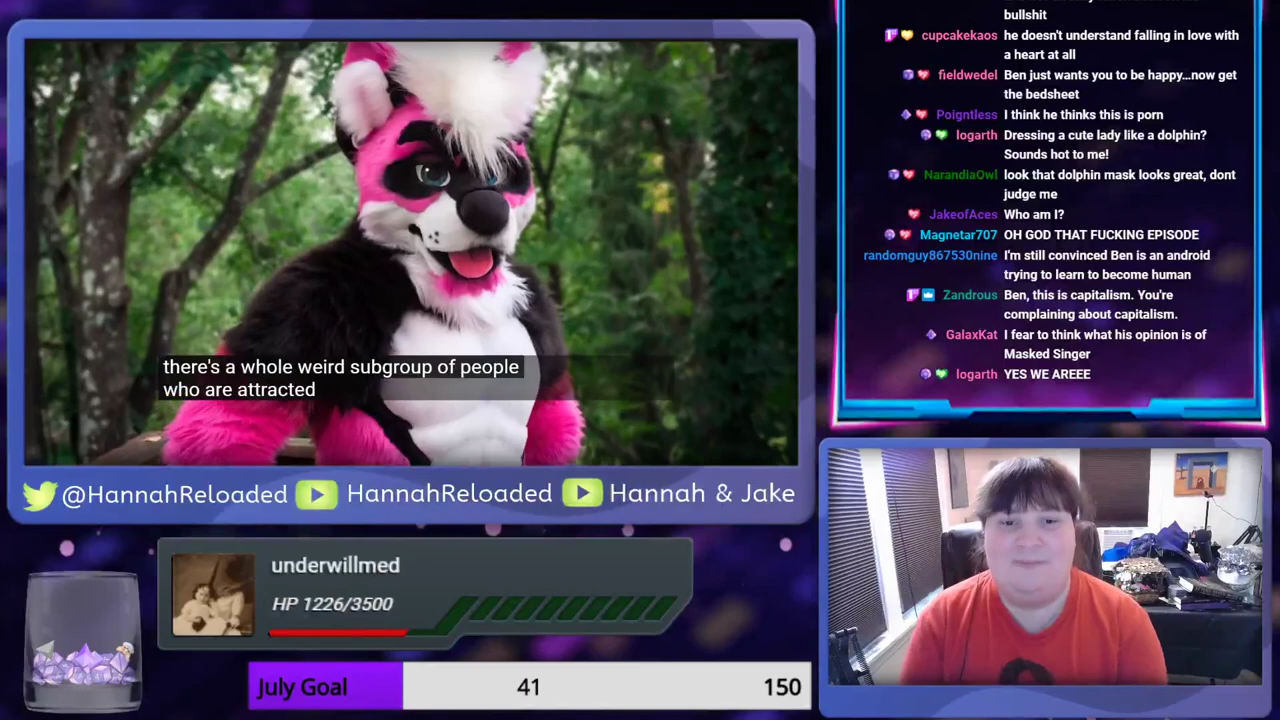 bullshit
cupcakekaos he doesn't understand falling in love with
a heart at all
fieldwedel Ben just wants you to be happy…now get
the bedsheet
Poigntless I think he thinks this is porn
logarth Dressing a cute lady like a dolphin?
Sounds hot to me!
NarandiaOwl look that dolphin mask looks great, dont
judge me
JakeofAces Who am I?
Magnetar707 OH GOD THAT FUCKING EPISODE
randomguy867530nine I'm still convinced Ben is an android
trying to learn to become human
Zandrous Ben, this is capitalism. You're
complaining about capitalism.
GalaxKat I fear to think what his opinion is of
Masked Singer
logarth YES WE AREEE
there's a whole weird subgroup of people
who are attracted
@HannahReloaded HannahReloaded Hannah & Jake
underwillmed
HP 1226/3500
July Goal 41 150